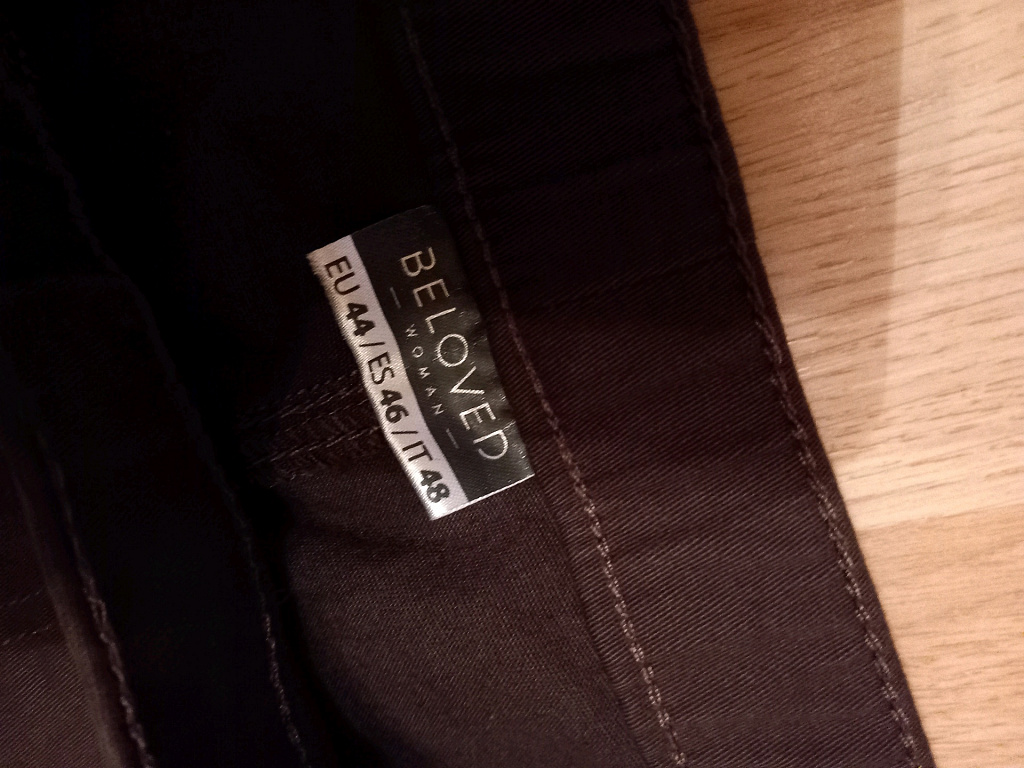 BELOVED
— WOMAN —
EU 44 / ES 46 / IT 48